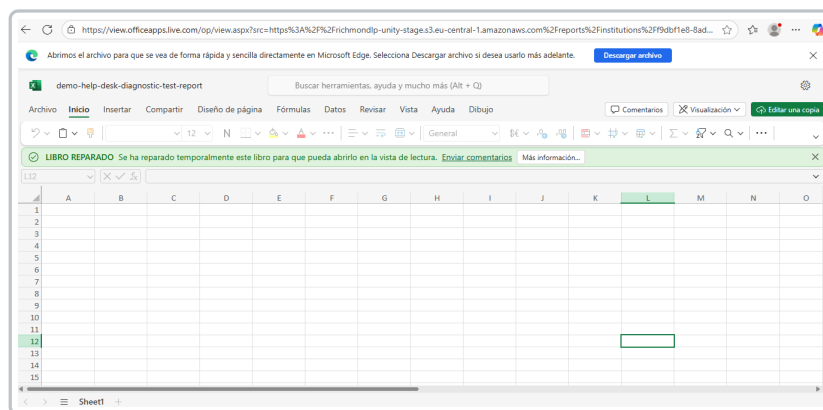 https://view.officeapps.live.com/op/view.aspx?src=https%3A%2F%2Frichmondlp-unity-stage.s3.eu-central-1.amazonaws.com%2Freports%2Finstitutions%2Ff9dbf1e8-8ad...
Abrimos el archivo para que se vea de forma rápida y sencilla directamente en Microsoft Edge. Selecciona Descargar archivo si desea usarlo más adelante. Descargar archivo
demo-help-desk-diagnostic-test-report Buscar herramientas, ayuda y mucho más (Alt + Q)
Archivo Inicio Insertar Compartir Diseño de página Fórmulas Datos Revisar Vista Ayuda Dibujo Comentarios Visualización Editar una copia
12 N General
LIBRO REPARADO Se ha reparado temporalmente este libro para que pueda abrirlo en la vista de lectura. Enviar comentarios Más información...
L12 fx
A B C D E F G H I J K L M N O
1
2
3
4
5
6
7
8
9
10
11
12
13
14
15
Sheet1